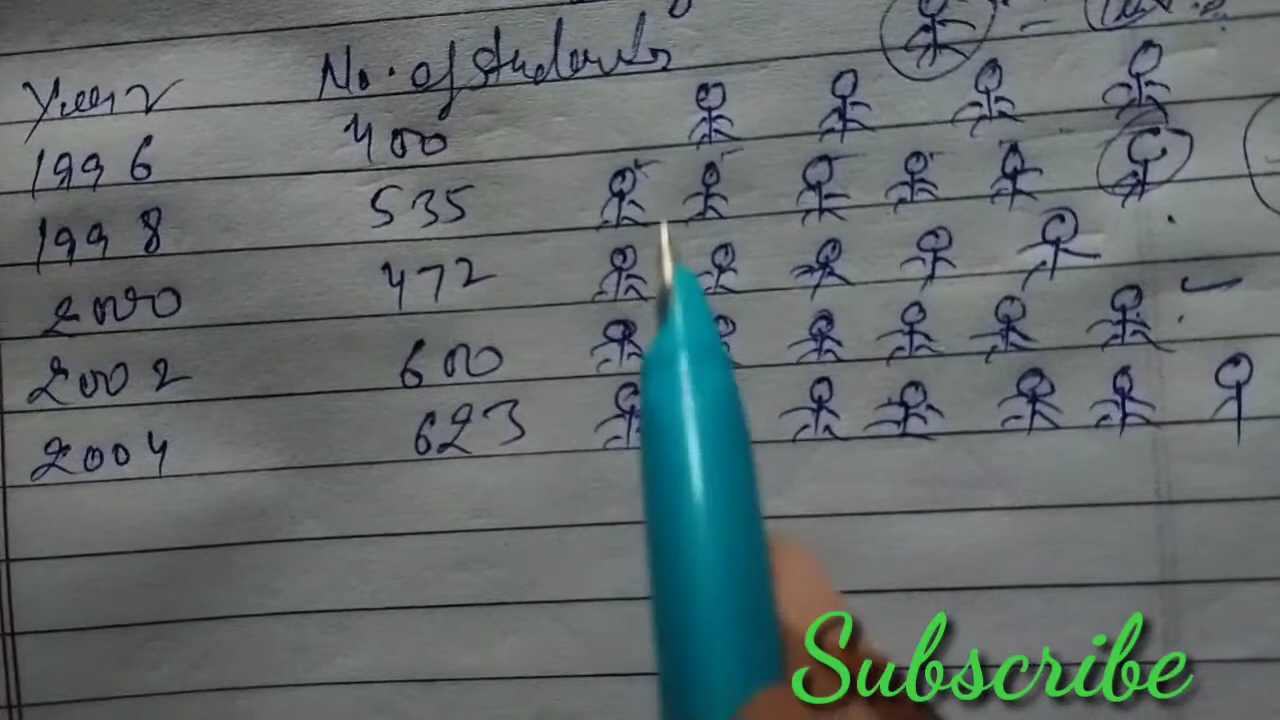 Year No. of Students
1996 400
1998 535
2000 472
2002 600
2004 623
Subscribe